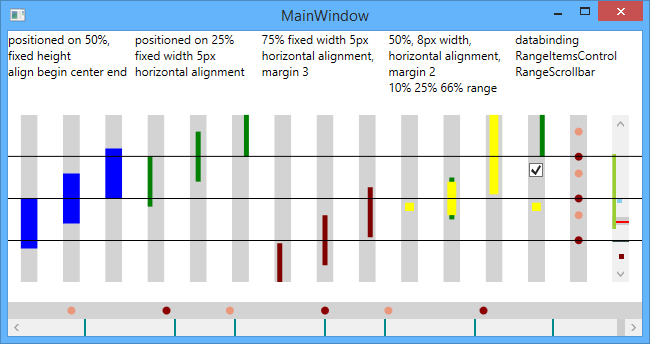 MainWindow
positioned on 50%,
fixed height
align begin center end
positioned on 25%
fixed width 5px
horizontal alignment
75% fixed width 5px
horizontal alignment,
margin 3
50%, 8px width,
horizontal alignment,
margin 2
10% 25% 66% range
databinding
RangeItemsControl
RangeScrollbar